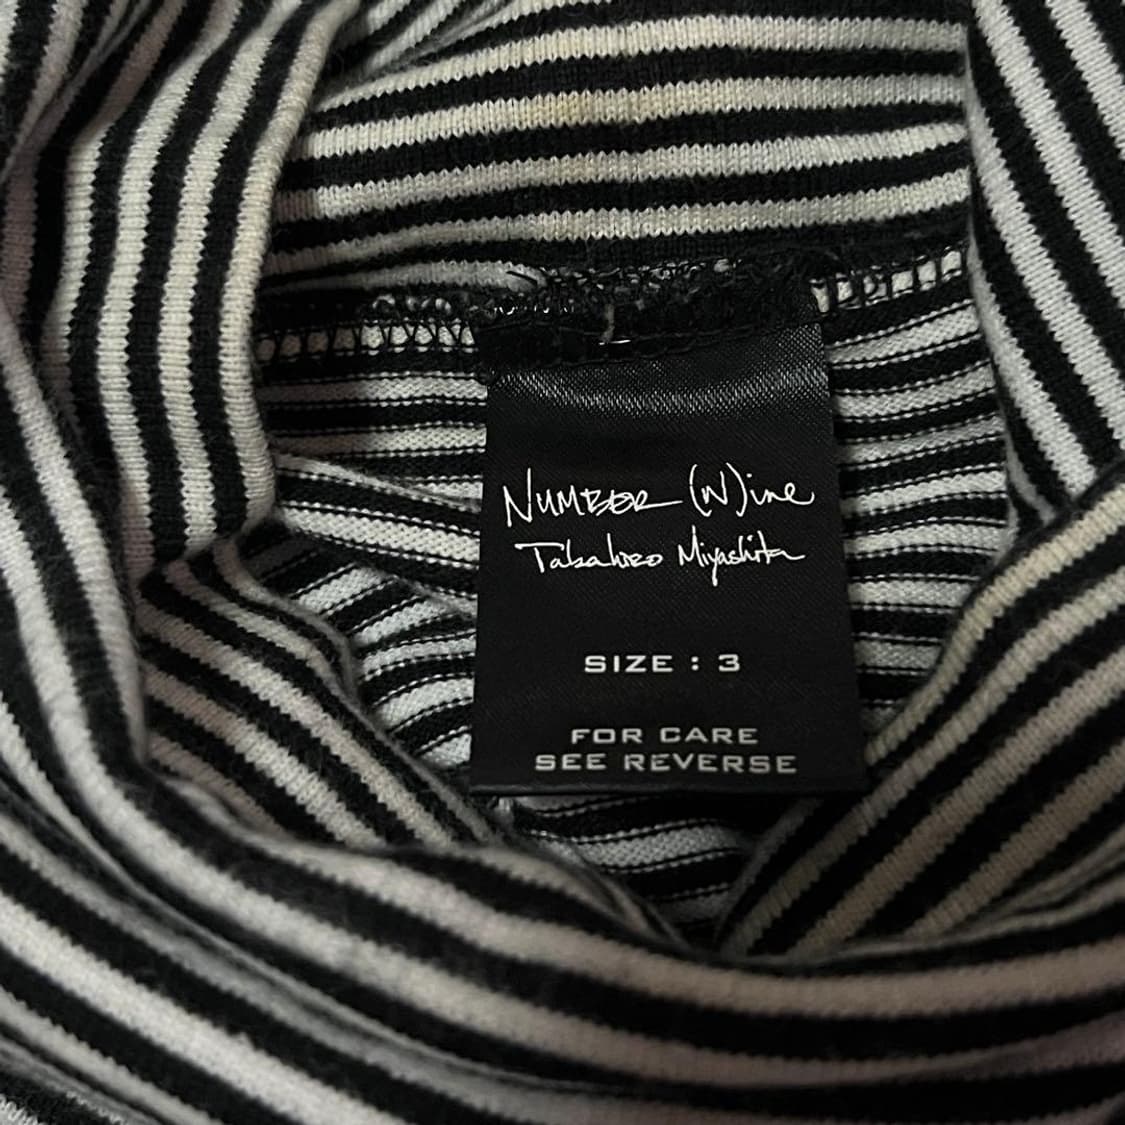 NUMBER (N)ine
Takahiro Miyashita
SIZE : 3
FOR CARE
SEE REVERSE